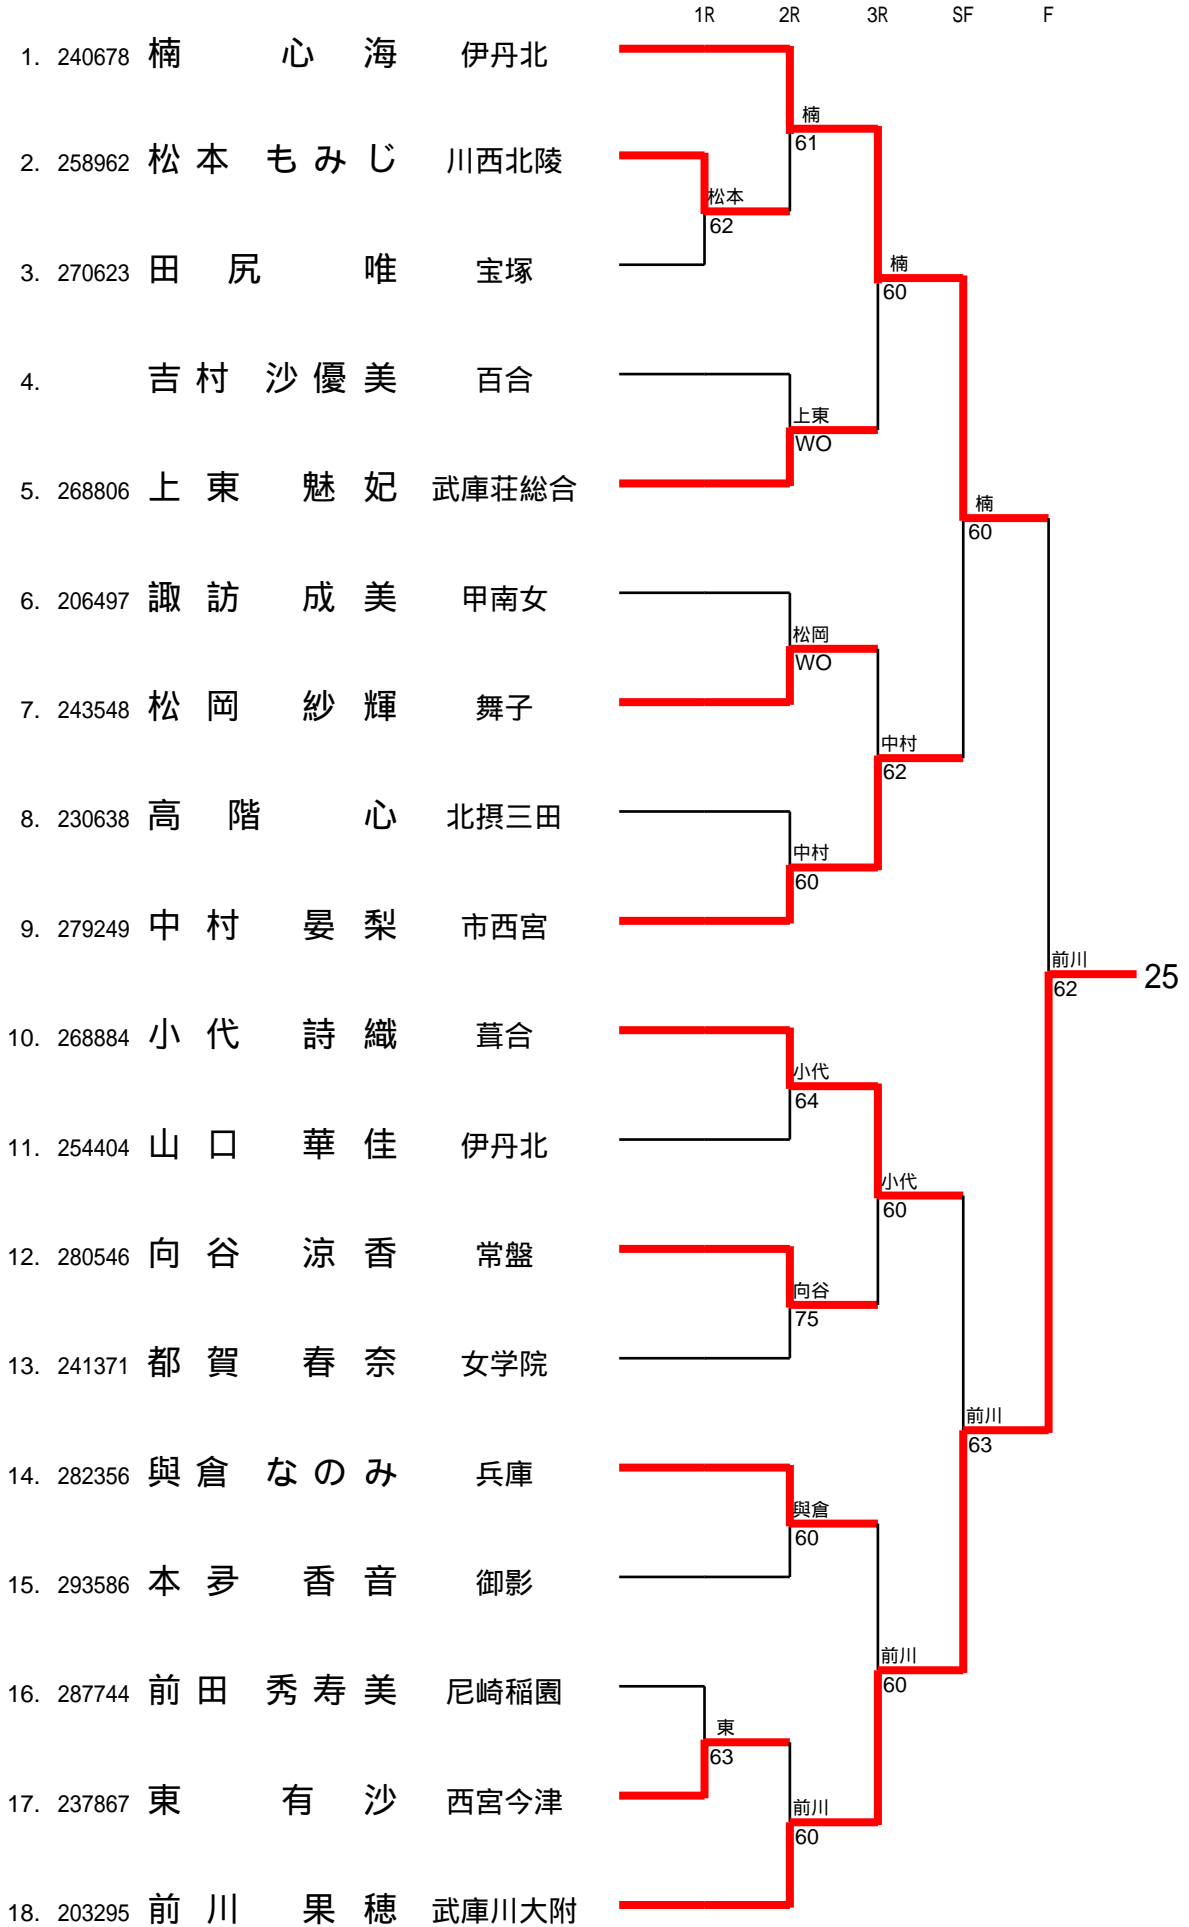 1R 2R 3R SF F
1. 240678 楠 心 海 伊丹北
楠
61
2. 258962 松 本 も み じ 川西北陵
松本
62
3. 270623 田 尻 唯 宝塚
楠
60
4. 吉 村 沙 優 美 百合
上東
WO
5. 268806 上 東 魅 妃 武庫荘総合
楠
60
6. 206497 諏 訪 成 美 甲南女
松岡
WO
7. 243548 松 岡 紗 輝 舞子
中村
62
8. 230638 高 階 心 北摂三田
中村
60
9. 279249 中 村 晏 梨 市西宮
前川
62
25
10. 268884 小 代 詩 織 葺合
小代
64
11. 254404 山 口 華 佳 伊丹北
小代
60
12. 280546 向 谷 涼 香 常盤
向谷
75
13. 241371 都 賀 春 奈 女学院
前川
63
14. 282356 與 倉 な の み 兵庫
與倉
60
15. 293586 本 夛 香 音 御影
前川
60
16. 287744 前 田 秀 寿 美 尼崎稲園
東
63
17. 237867 東 有 沙 西宮今津
前川
60
18. 203295 前 川 果 穂 武庫川大附